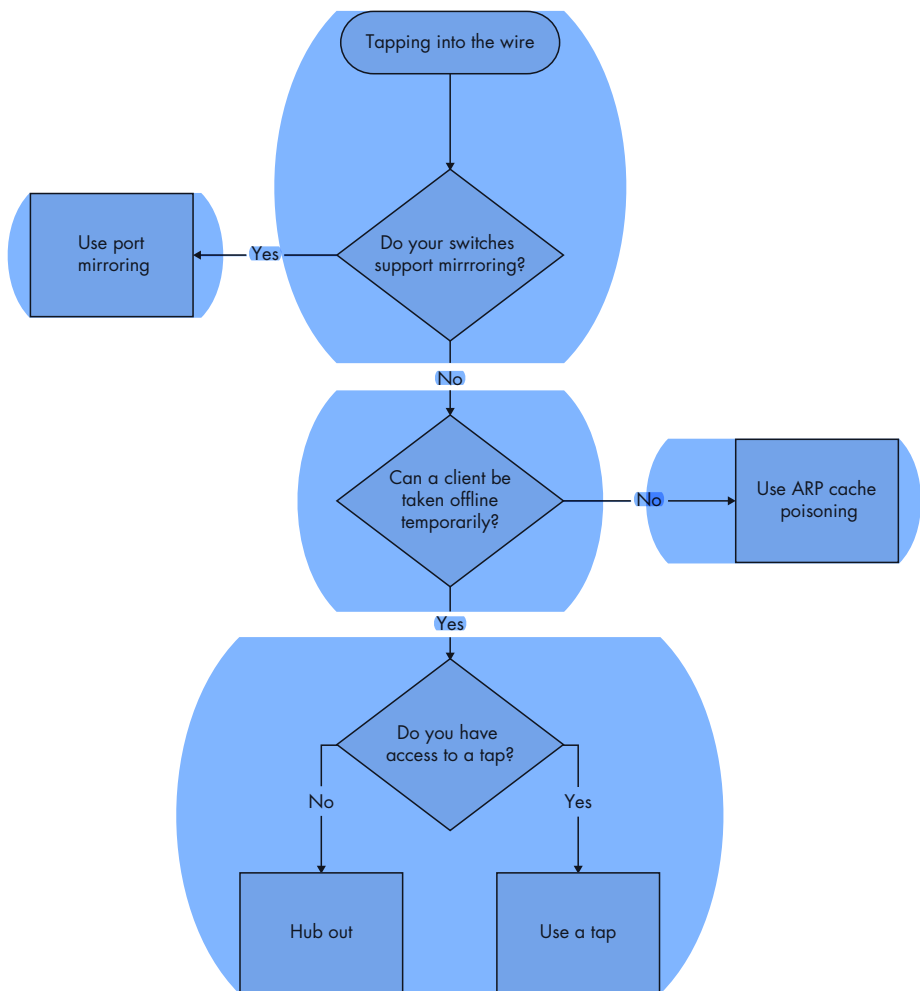 Tapping into the wire
Do your switches
support mirrroring?
Yes
Use port
mirroring
No
Can a client be
taken offline
temporarily?
No
Use ARP cache
poisoning
Yes
Do you have
access to a tap?
No
Yes
Hub out
Use a tap